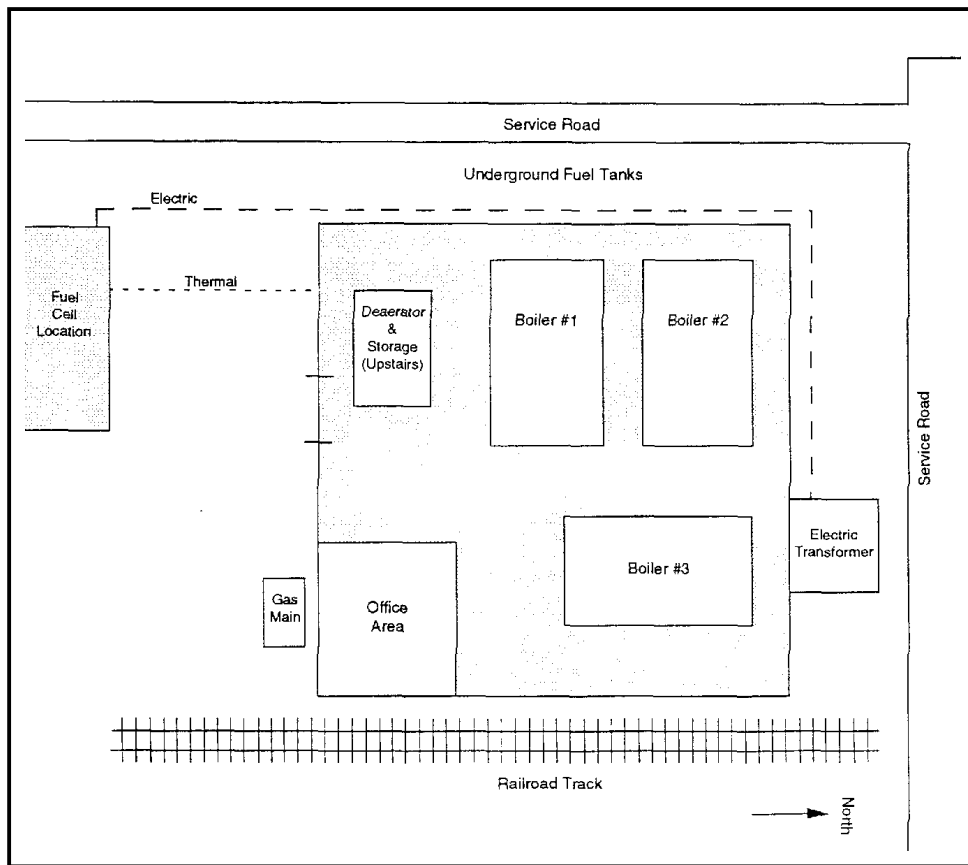 Service Road
Underground Fuel Tanks
Electric
Thermal
Fuel
Cell
Location
Deaerator
&
Storage
(Upstairs)
Boiler #1
Boiler #2
Service Road
Electric
Transformer
Boiler #3
Gas
Main
Office
Area
Railroad Track
North